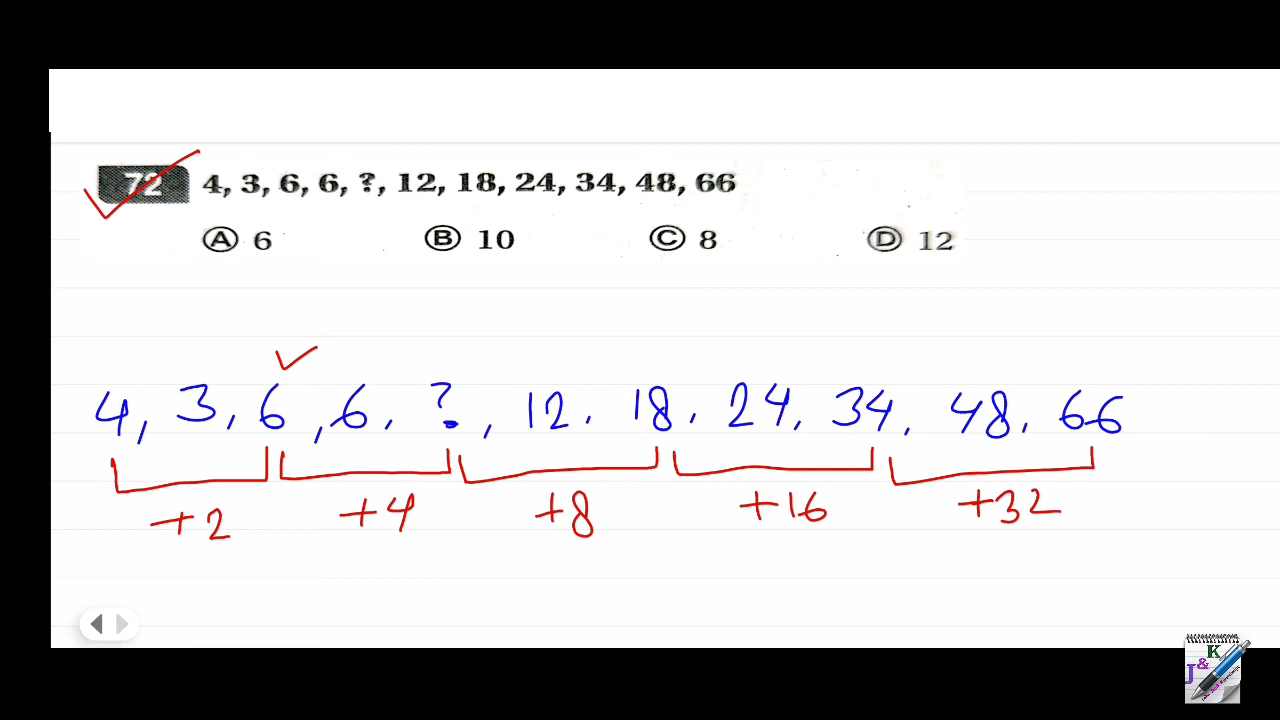 72 4, 3, 6, 6, ?, 12, 18, 24, 34, 48, 66
A 6 B 10 C 8 D 12
4, 3, 6, 6, ?, 12, 18, 24, 34, 48, 66
+2 +4 +8 +16 +32
J & K